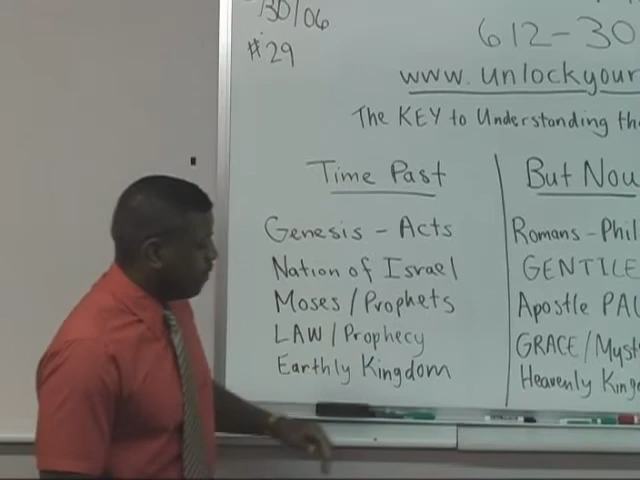 /30/06
612-30
#29
www.unlockyour
The KEY to Understanding th
Time Past
But Now
Genesis - Acts
Romans - Phil
Nation of Israel
GENTILE
Moses/Prophets
Apostle PAU
LAW/Prophecy
GRACE/Myst
Earthly Kingdom
Heavenly King